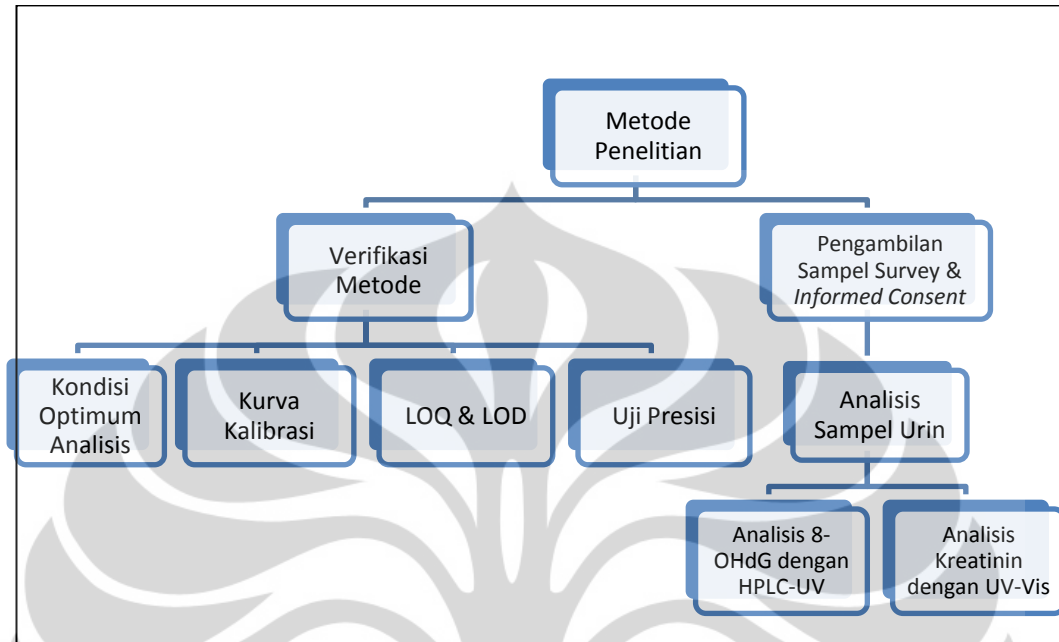 Metode
Penelitian
Verifikasi
Metode
Pengambilan
Sampel Survey &
Informed Consent
Kondisi
Optimum
Analisis
Kurva
Kalibrasi
LOQ & LOD
Uji Presisi
Analisis
Sampel Urin
Analisis 8-
OHdG dengan
HPLC-UV
Analisis
Kreatinin
dengan UV-Vis